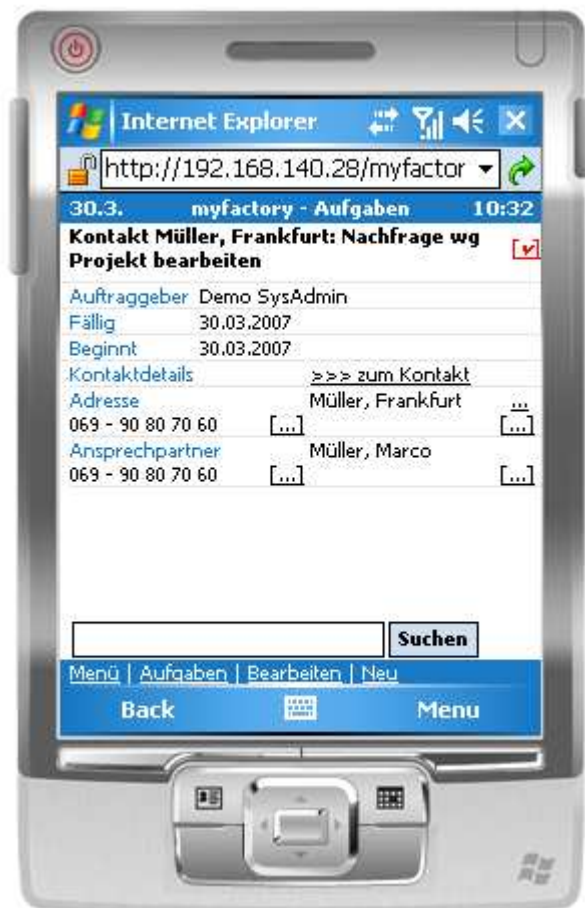 Internet Explorer
http://192.168.140.28/myfactor
30.3. myfactory - Aufgaben 10:32
Kontakt Müller, Frankfurt: Nachfrage wg
Projekt bearbeiten
Auftraggeber Demo SysAdmin
Fällig 30.03.2007
Beginnt 30.03.2007
Kontaktdetails >>> zum Kontakt
Adresse Müller, Frankfurt ...
069 - 90 80 70 60 [...] [...]
Ansprechpartner Müller, Marco
069 - 90 80 70 60 [...] [...]
Suchen
Menü | Aufgaben | Bearbeiten | Neu
Back Menu